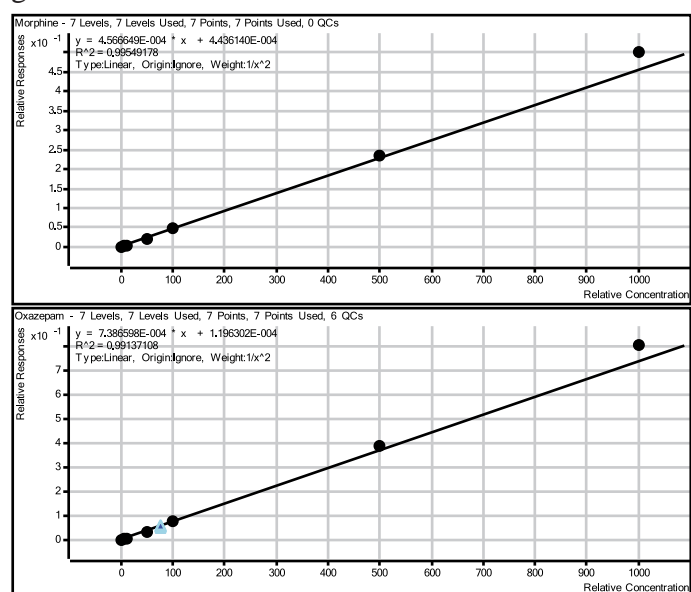 Morphine - 7 Levels, 7 Levels Used, 7 Points, 7 Points Used, 0 QCs
Relative Responses
x10 -1
y = 4.566649E-004 * x + 4.436140E-004
R^2 = 0.99549178
Type:Linear, Origin:Ignore, Weight:1/x^2
4.5
4
3.5
3
2.5
2
1.5
1
0.5
0
0 100 200 300 400 500 600 700 800 900 1000
Relative Concentration
Oxazepam - 7 Levels, 7 Levels Used, 7 Points, 7 Points Used, 6 QCs
Relative Responses
x10 -1
y = 7.386598E-004 * x + 1.196302E-004
R^2 = 0.99137108
Type:Linear, Origin:Ignore, Weight:1/x^2
7
6
5
4
3
2
1
0
0 100 200 300 400 500 600 700 800 900 1000
Relative Concentration